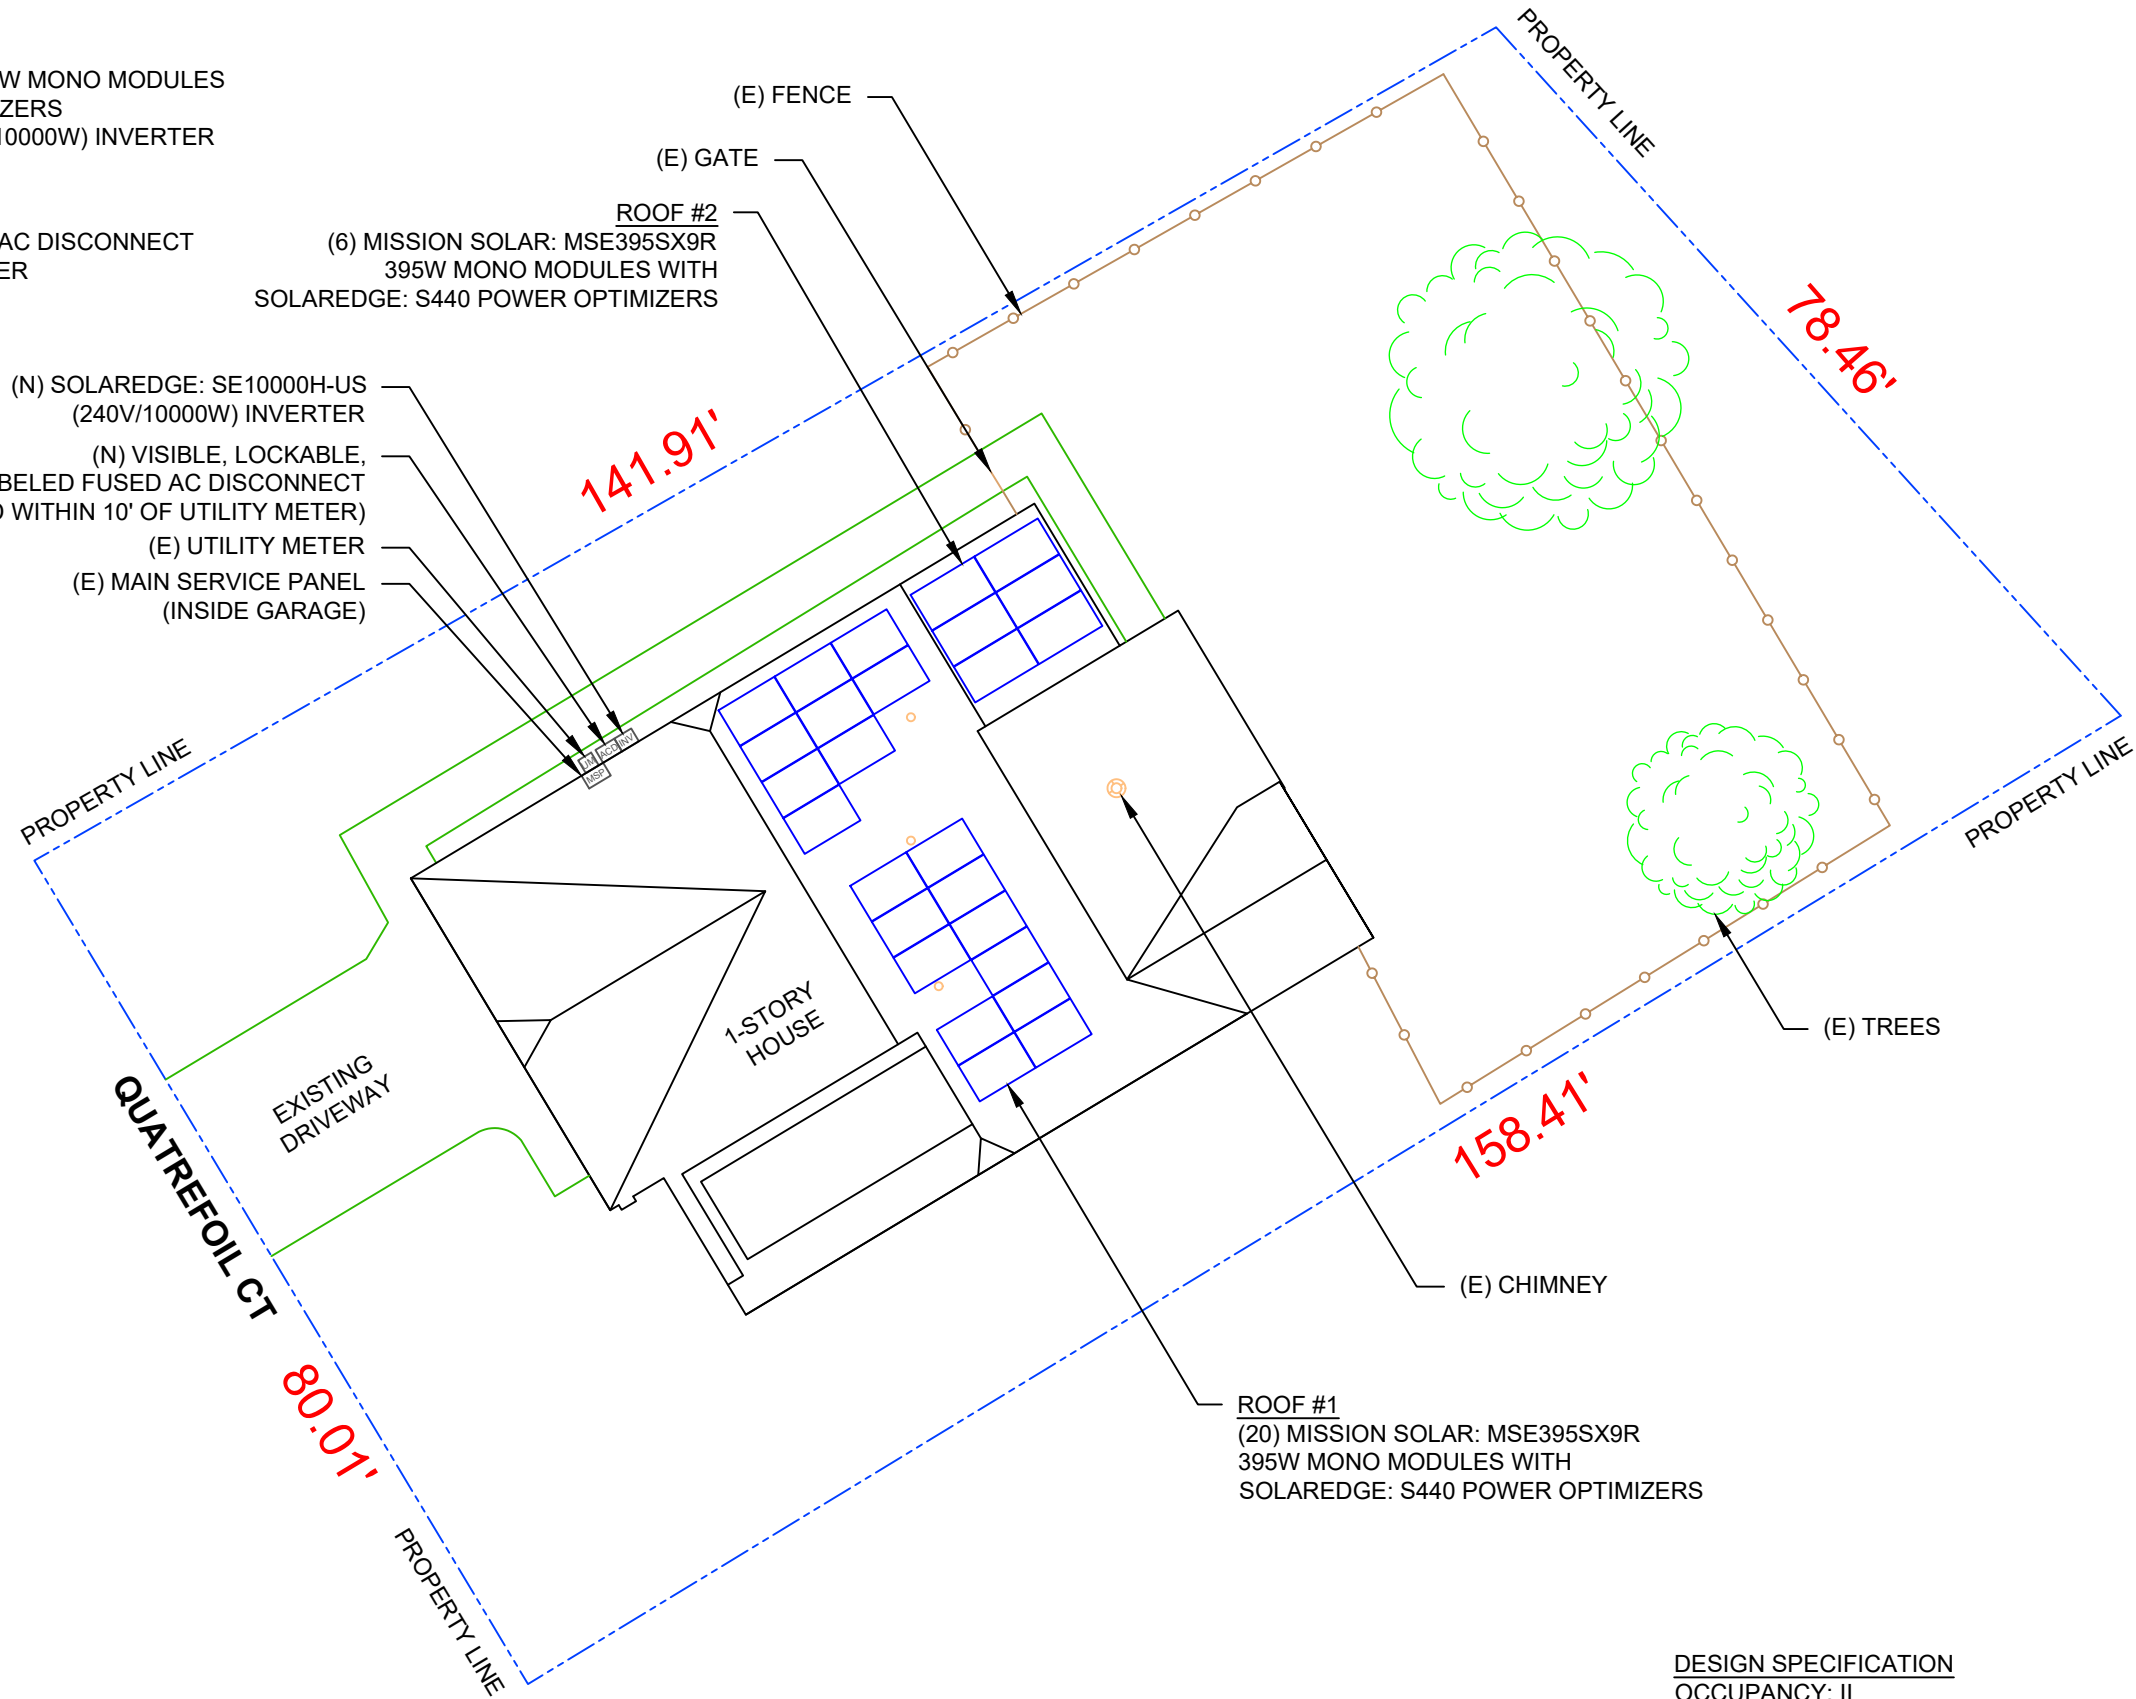 W MONO MODULES
IZERS
10000W) INVERTER
AC DISCONNECT
ER
(E) FENCE
(E) GATE
ROOF #2
(6) MISSION SOLAR: MSE395SX9R
395W MONO MODULES WITH
SOLAREDGE: S440 POWER OPTIMIZERS
(N) SOLAREDGE: SE10000H-US
(240V/10000W) INVERTER
(N) VISIBLE, LOCKABLE,
BELED FUSED AC DISCONNECT
WITHIN 10' OF UTILITY METER)
(E) UTILITY METER
(E) MAIN SERVICE PANEL
(INSIDE GARAGE)
PROPERTY LINE
78.46'
141.91'
PROPERTY LINE
UM
ACD
INV
MSP
PROPERTY LINE
1-STORY
HOUSE
(E) TREES
EXISTING
DRIVEWAY
QUATREFOIL CT
158.41'
(E) CHIMNEY
80.01'
ROOF #1
(20) MISSION SOLAR: MSE395SX9R
395W MONO MODULES WITH
SOLAREDGE: S440 POWER OPTIMIZERS
PROPERTY LINE
DESIGN SPECIFICATION
OCCUPANCY: II